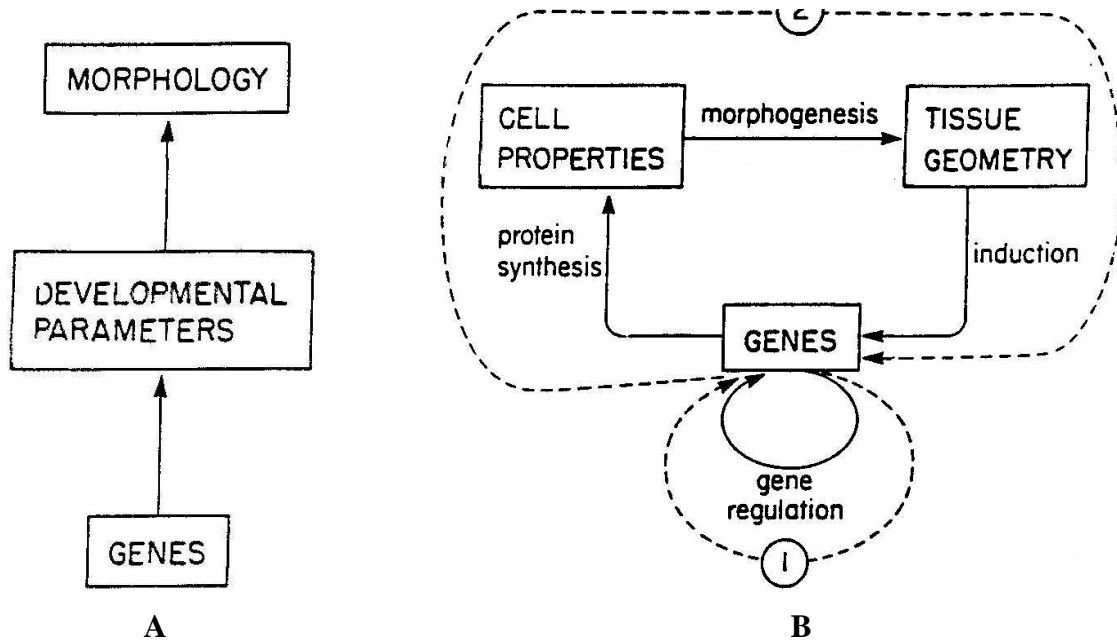 MORPHOLOGY
DEVELOPMENTAL
PARAMETERS
GENES
A
2
CELL
PROPERTIES
morphogenesis
TISSUE
GEOMETRY
protein
synthesis
induction
GENES
gene
regulation
1
B